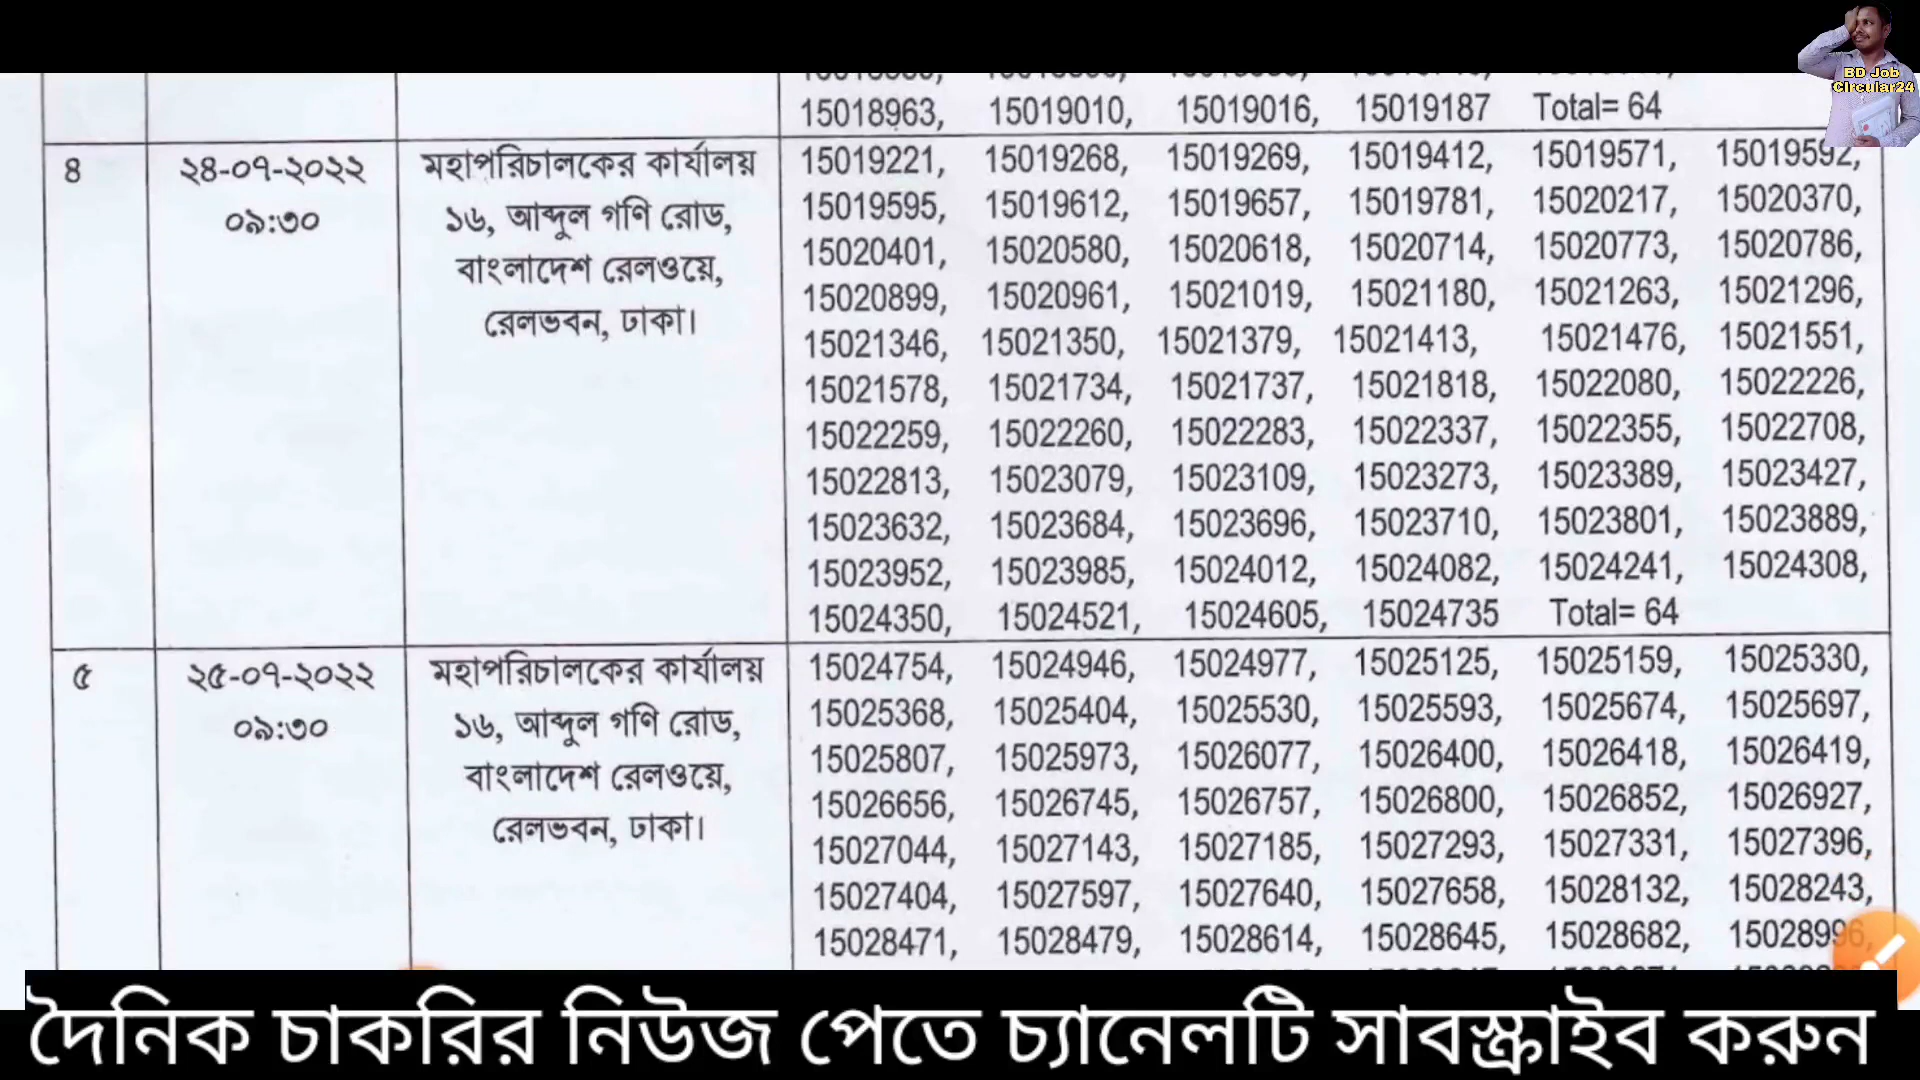 BD Job
Circular24
15018963, 15019010, 15019016, 15019187 Total= 64
৪ ২৪-০৭-২০২২ মহাপরিচালকের কার্যালয় 15019221, 15019268, 15019269, 15019412, 15019571, 15019592,
০৯:৩০ ১৬, আব্দুল গণি রোড, 15019595, 15019612, 15019657, 15019781, 15020217, 15020370,
বাংলাদেশ রেলওয়ে, 15020401, 15020580, 15020618, 15020714, 15020773, 15020786,
রেলভবন, ঢাকা। 15020899, 15020961, 15021019, 15021180, 15021263, 15021296,
15021346, 15021350, 15021379, 15021413, 15021476, 15021551,
15021578, 15021734, 15021737, 15021818, 15022080, 15022226,
15022259, 15022260, 15022283, 15022337, 15022355, 15022708,
15022813, 15023079, 15023109, 15023273, 15023389, 15023427,
15023632, 15023684, 15023696, 15023710, 15023801, 15023889,
15023952, 15023985, 15024012, 15024082, 15024241, 15024308,
15024350, 15024521, 15024605, 15024735 Total= 64
৫ ২৫-০৭-২০২২ মহাপরিচালকের কার্যালয় 15024754, 15024946, 15024977, 15025125, 15025159, 15025330,
০৯:৩০ ১৬, আব্দুল গণি রোড, 15025368, 15025404, 15025530, 15025593, 15025674, 15025697,
বাংলাদেশ রেলওয়ে, 15025807, 15025973, 15026077, 15026400, 15026418, 15026419,
রেলভবন, ঢাকা। 15026656, 15026745, 15026757, 15026800, 15026852, 15026927,
15027044, 15027143, 15027185, 15027293, 15027331, 15027396,
15027404, 15027597, 15027640, 15027658, 15028132, 15028243,
15028471, 15028479, 15028614, 15028645, 15028682, 15028996,
দৈনিক চাকরির নিউজ পেতে চ্যানেলটি সাবস্ক্রাইব করুন